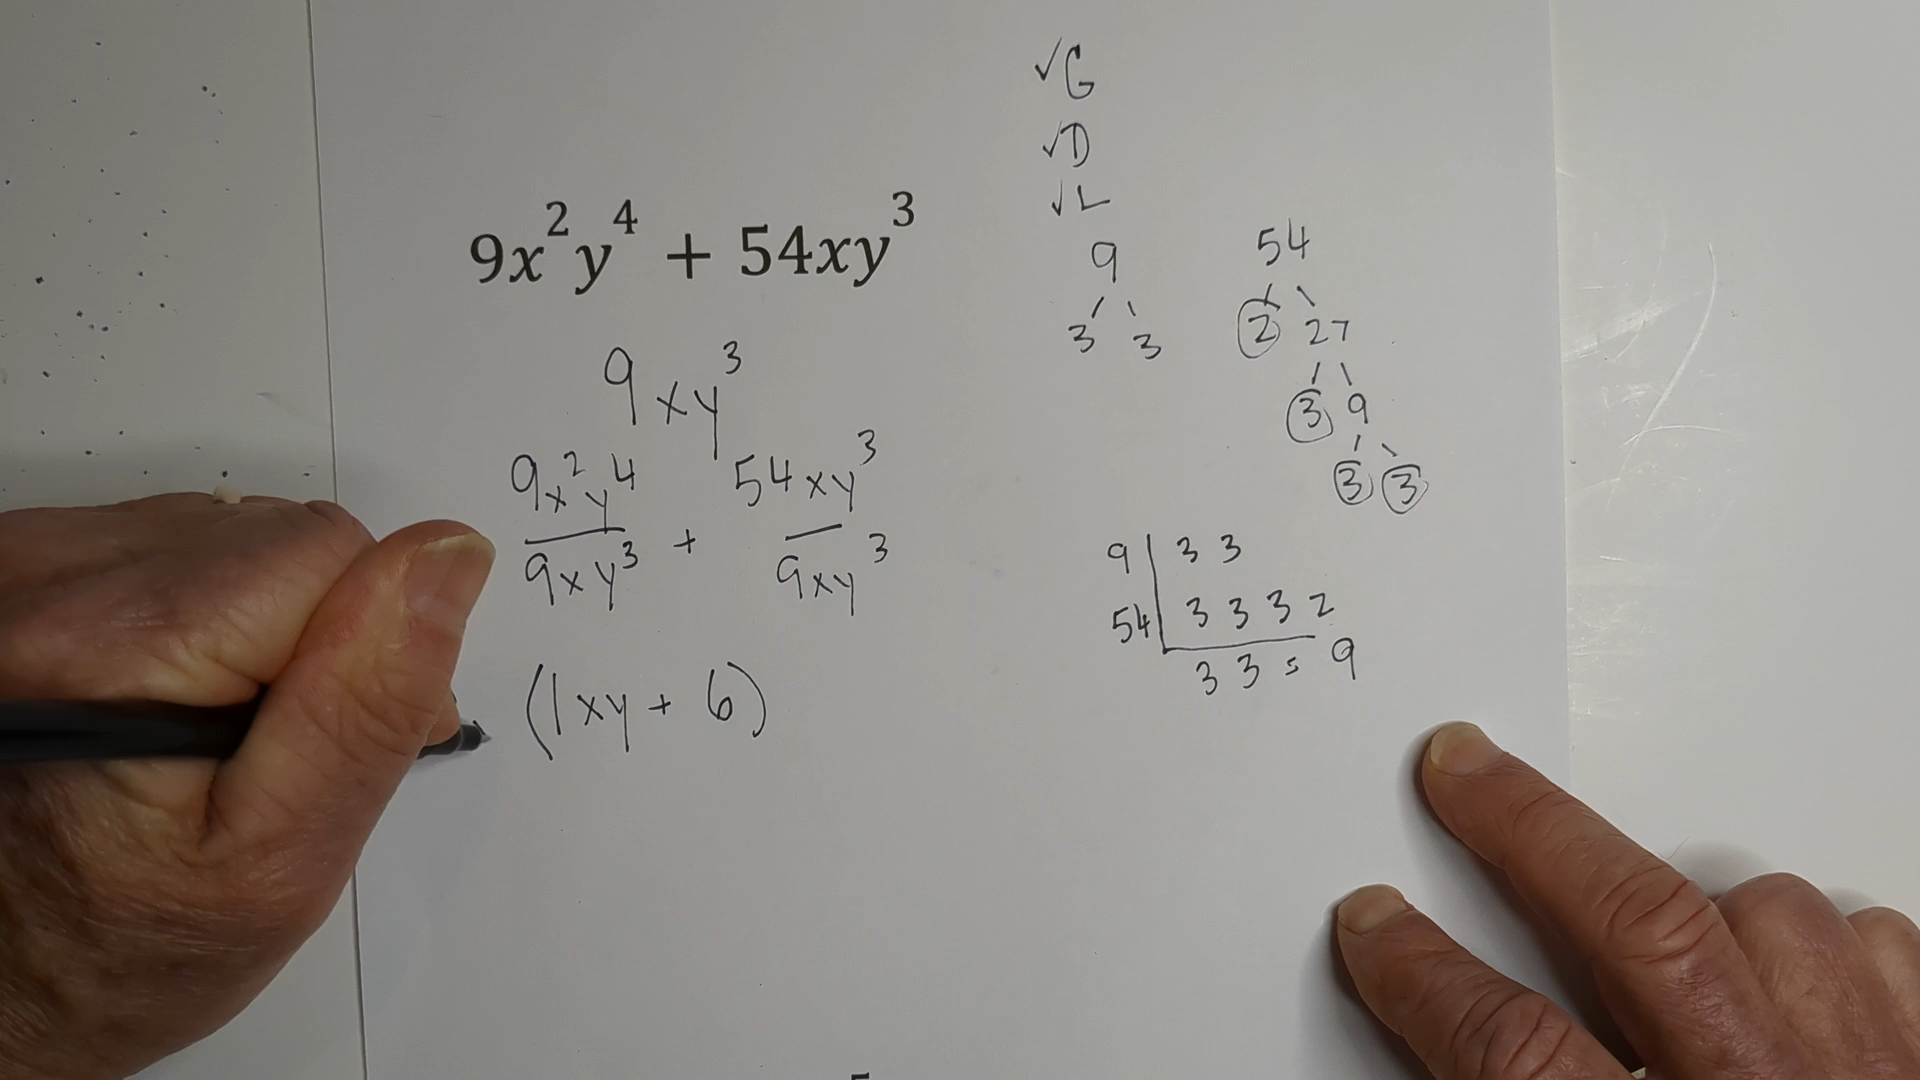 √G
√D
√L
9x²y⁴ + 54xy³
9xy³
9x²y⁴ + 54xy³
9xy³ 9xy³
(1xy + 6)
9
3 3
54
2 27
3 9
3 3
9 | 3 3
54 | 3 3 3 2
3 3 = 9